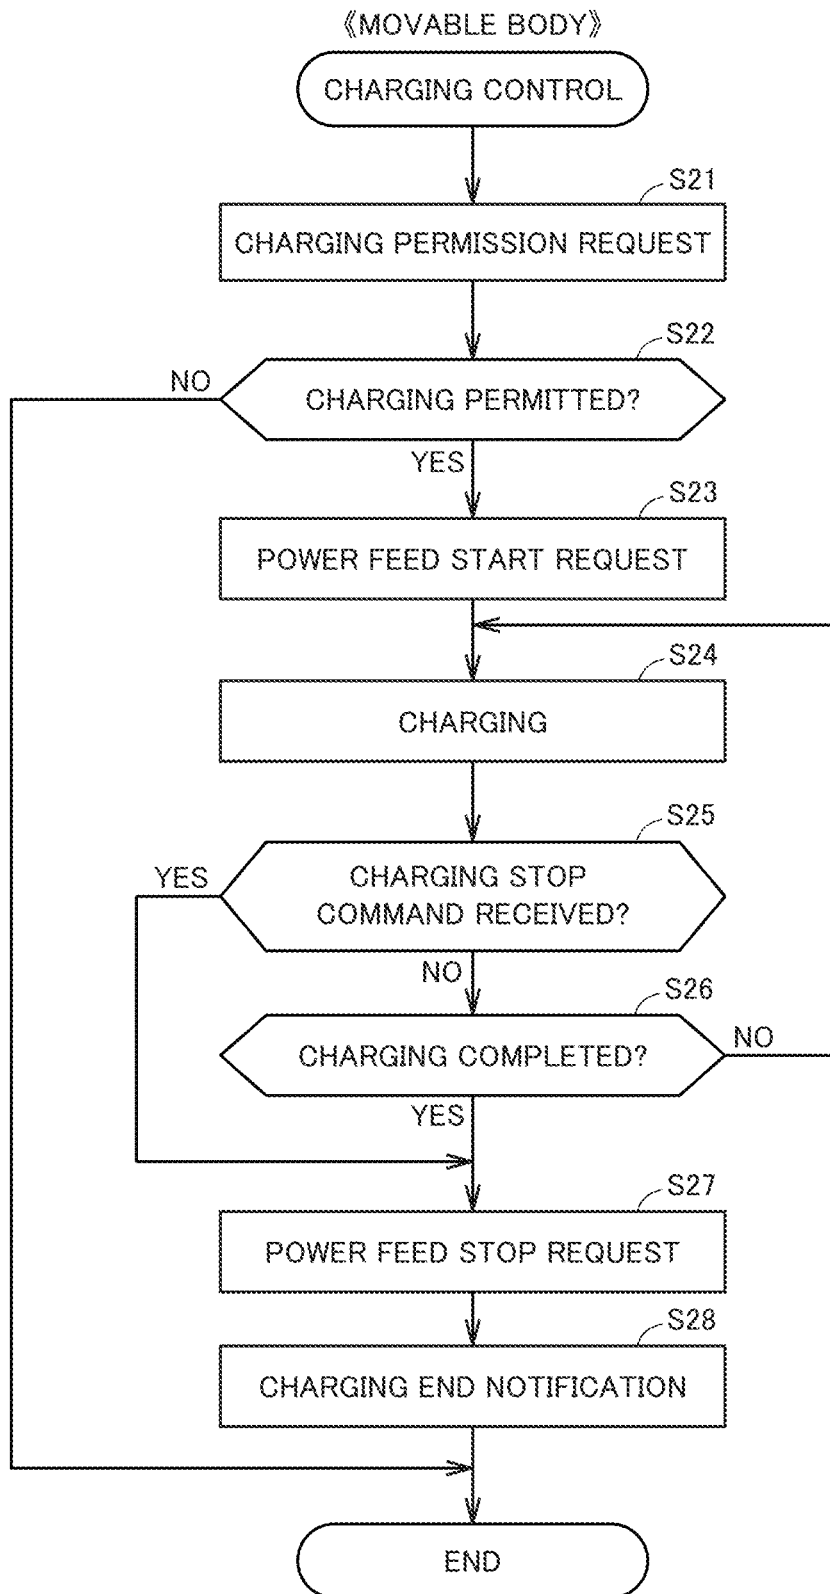 《MOVABLE BODY》
CHARGING CONTROL
S21
CHARGING PERMISSION REQUEST
S22
NO
CHARGING PERMITTED?
YES
S23
POWER FEED START REQUEST
S24
CHARGING
S25
YES
CHARGING STOP
COMMAND RECEIVED?
NO
S26
CHARGING COMPLETED?
NO
YES
S27
POWER FEED STOP REQUEST
S28
CHARGING END NOTIFICATION
END